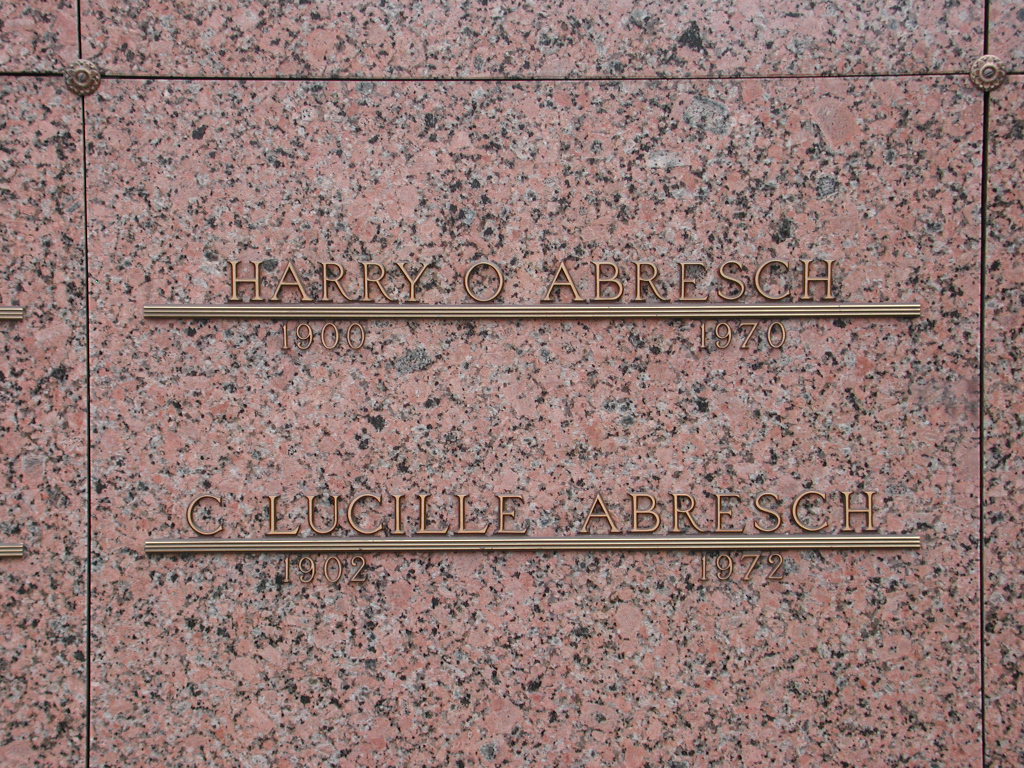 HARRY O ABRESCH
1900 1970
C LUCILLE ABRESCH
1902 1972